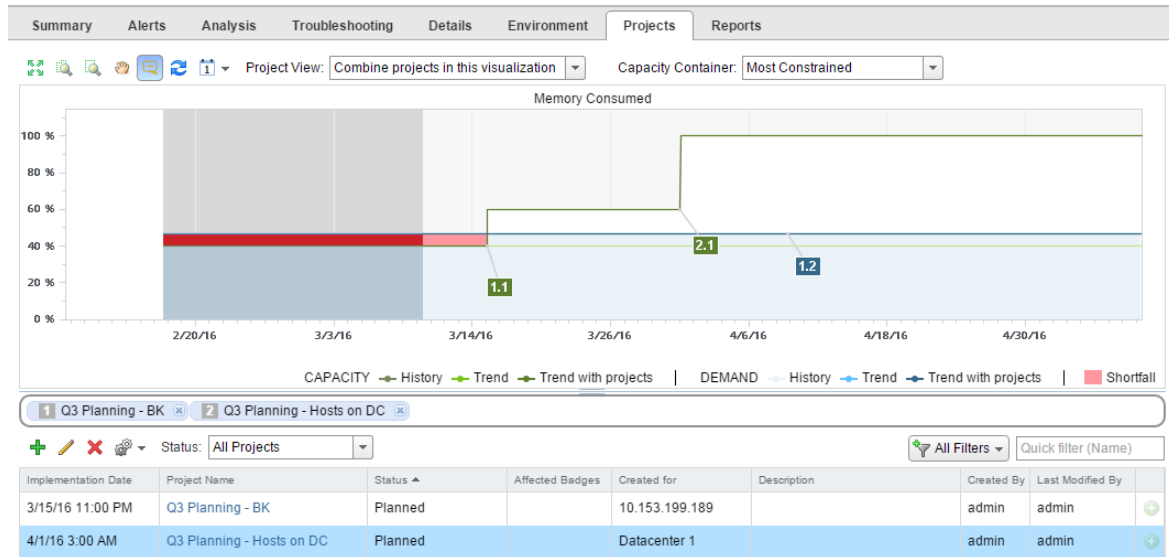 Summary Alerts Analysis Troubleshooting Details Environment Projects Reports
1 Project View: Combine projects in this visualization Capacity Container: Most Constrained
Memory Consumed
100 %
80 %
60 %
40 %
20 %
0 %
2.1
1.2
1.1
2/20/16 3/3/16 3/14/16 3/26/16 4/6/16 4/18/16 4/30/16
CAPACITY History Trend Trend with projects | DEMAND History Trend Trend with projects | Shortfall
1 Q3 Planning - BK x 2 Q3 Planning - Hosts on DC x
Status: All Projects All Filters Quick filter (Name)
Implementation Date Project Name Status Affected Badges Created for Description Created By Last Modified By
3/15/16 11:00 PM Q3 Planning - BK Planned 10.153.199.189 admin admin
4/1/16 3:00 AM Q3 Planning - Hosts on DC Planned Datacenter 1 admin admin